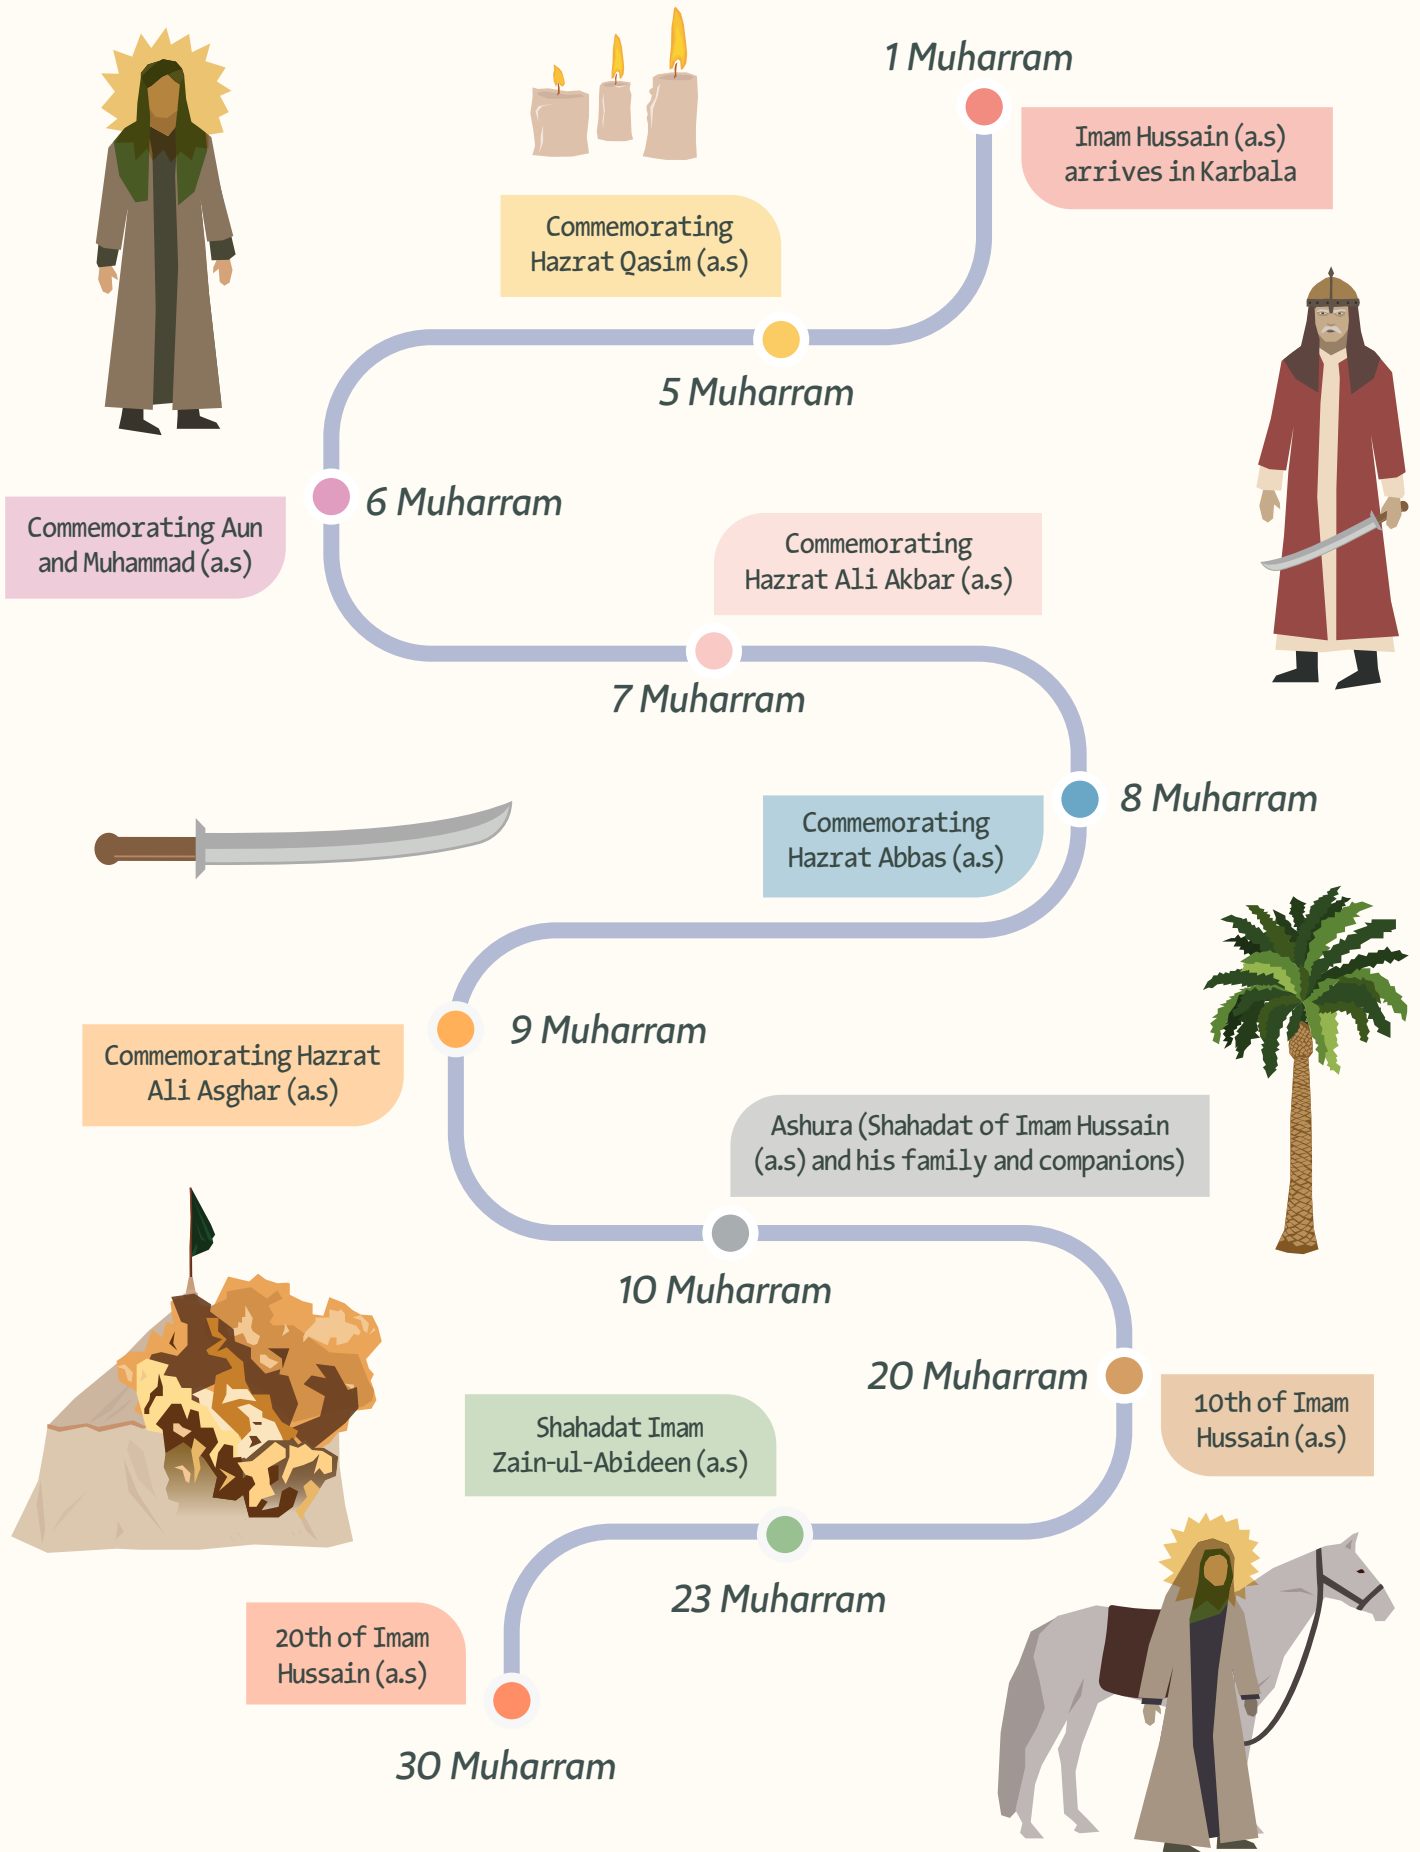 1 Muharram
Imam Hussain (a.s)
arrives in Karbala
Commemorating
Hazrat Qasim (a.s)
5 Muharram
6 Muharram
Commemorating Aun
and Muhammad (a.s)
Commemorating
Hazrat Ali Akbar (a.s)
7 Muharram
8 Muharram
Commemorating
Hazrat Abbas (a.s)
9 Muharram
Commemorating Hazrat
Ali Asghar (a.s)
Ashura (Shahadat of Imam Hussain
(a.s) and his family and companions)
10 Muharram
20 Muharram
10th of Imam
Hussain (a.s)
Shahadat Imam
Zain-ul-Abideen (a.s)
23 Muharram
20th of Imam
Hussain (a.s)
30 Muharram